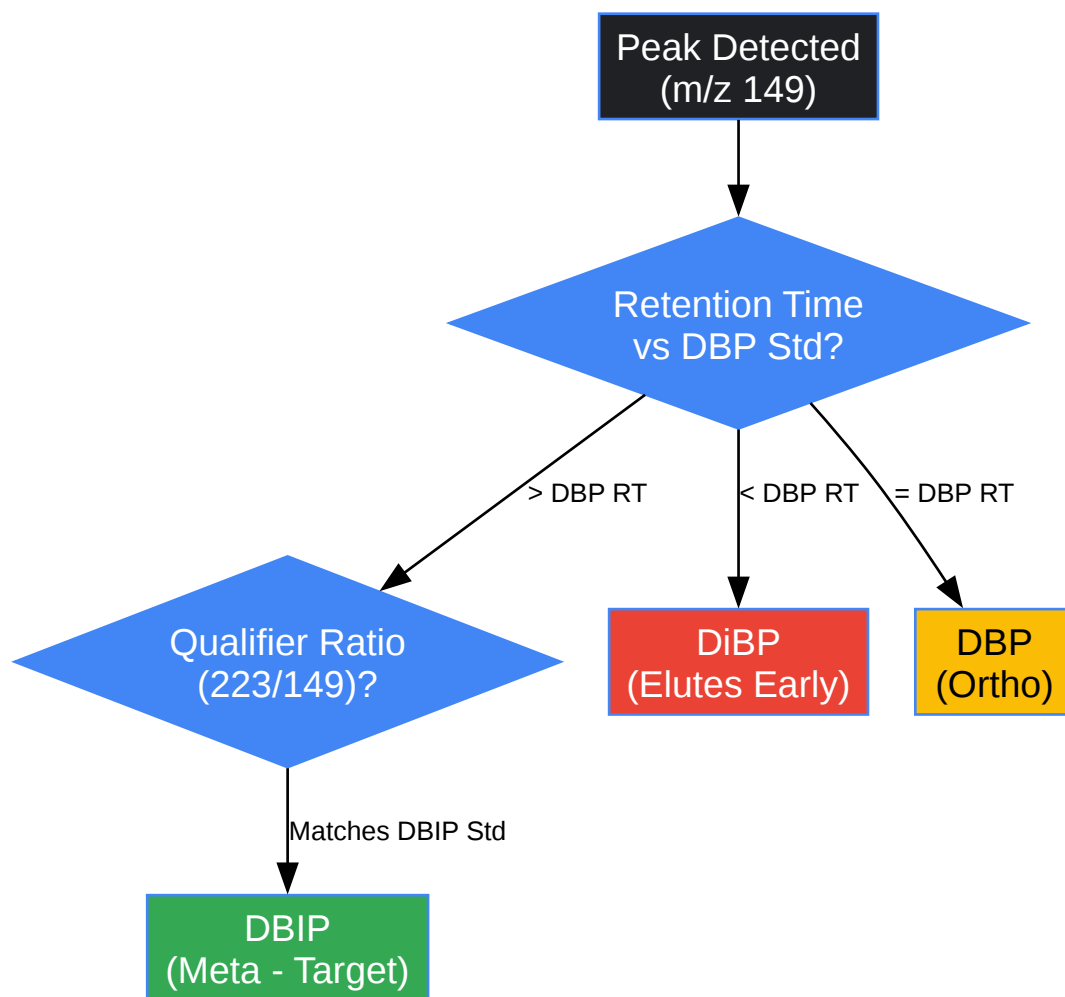 Peak Detected
(m/z 149)
Retention Time
vs DBP Std?
> DBP RT
< DBP RT
= DBP RT
Qualifier Ratio
(223/149)?
DiBP
(Elutes Early)
DBP
(Ortho)
Matches DBIP Std
DBIP
(Meta - Target)